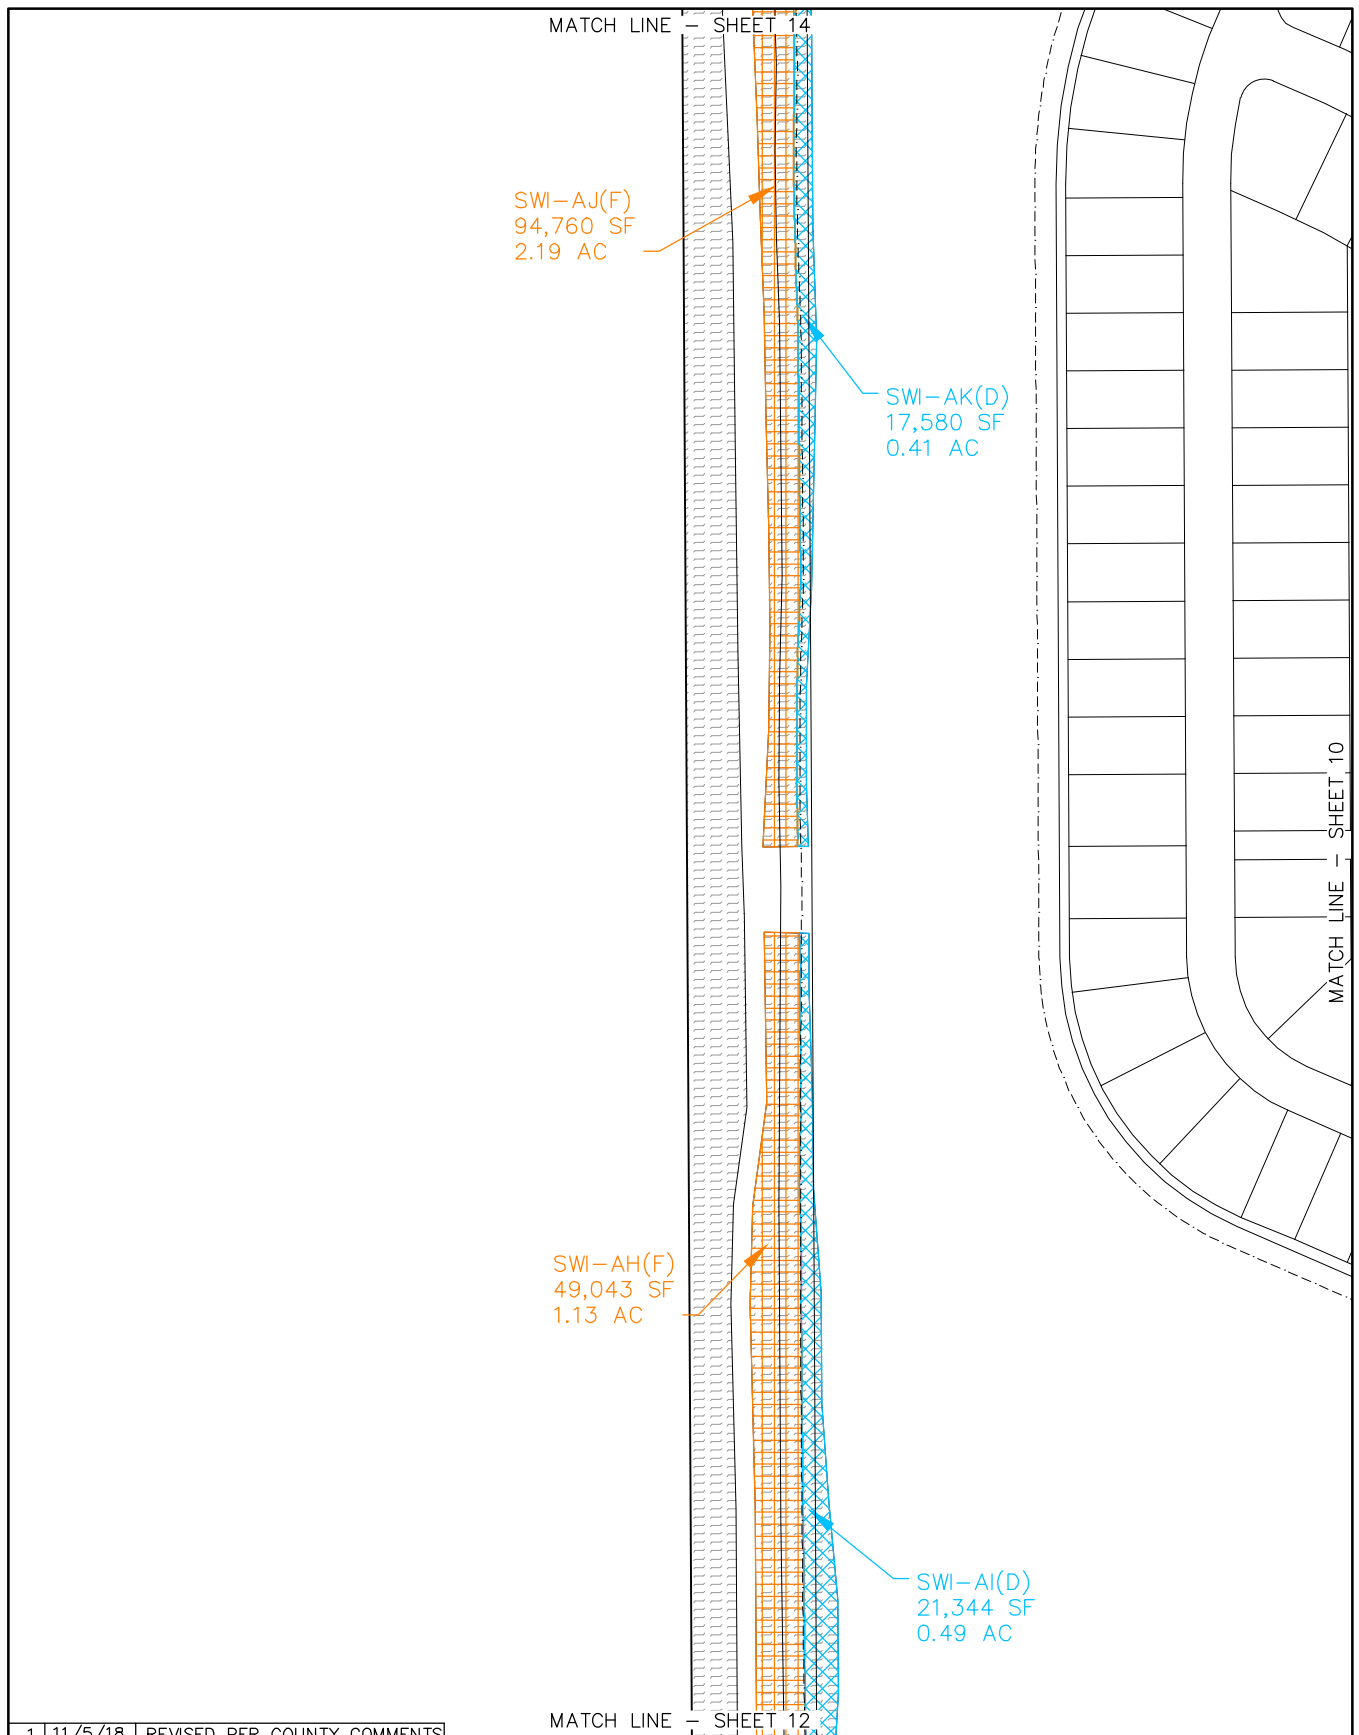 MATCH LINE – SHEET 14
SWI-AJ(F)
94,760 SF
2.19 AC
SWI-AK(D)
17,580 SF
0.41 AC
MATCH LINE – SHEET 10
SWI-AH(F)
49,043 SF
1.13 AC
SWI-AI(D)
21,344 SF
0.49 AC
MATCH LINE – SHEET 12
1 11/5/18 REVISED PER COUNTY COMMENTS